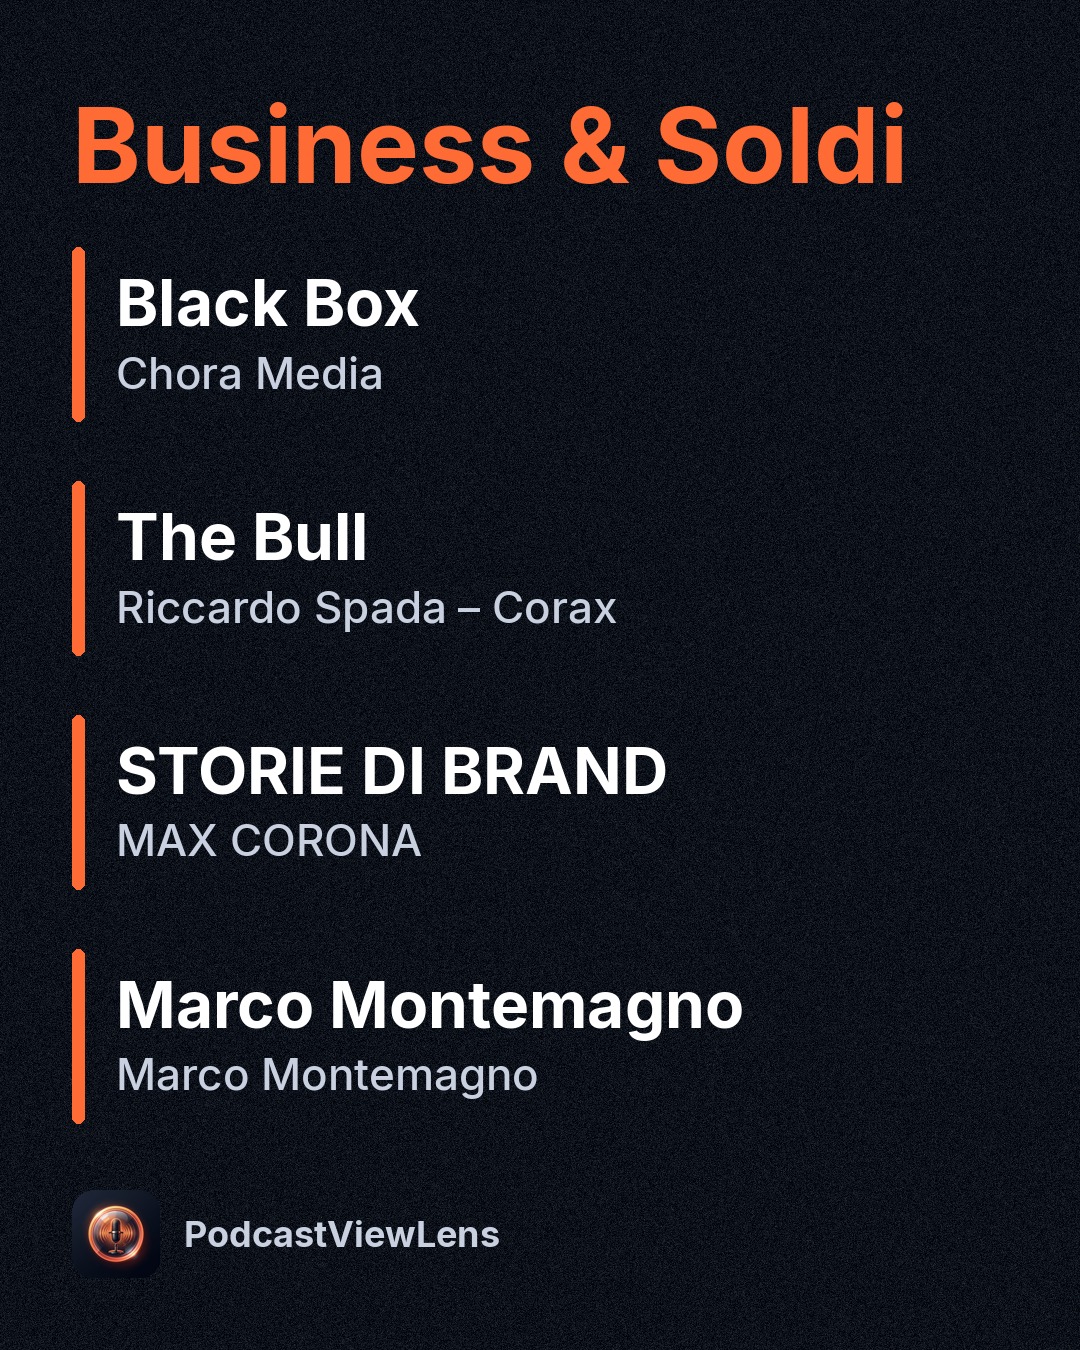 Business & Soldi
Black Box
Chora Media
The Bull
Riccardo Spada – Corax
STORIE DI BRAND
MAX CORONA
Marco Montemagno
Marco Montemagno
PodcastViewLens